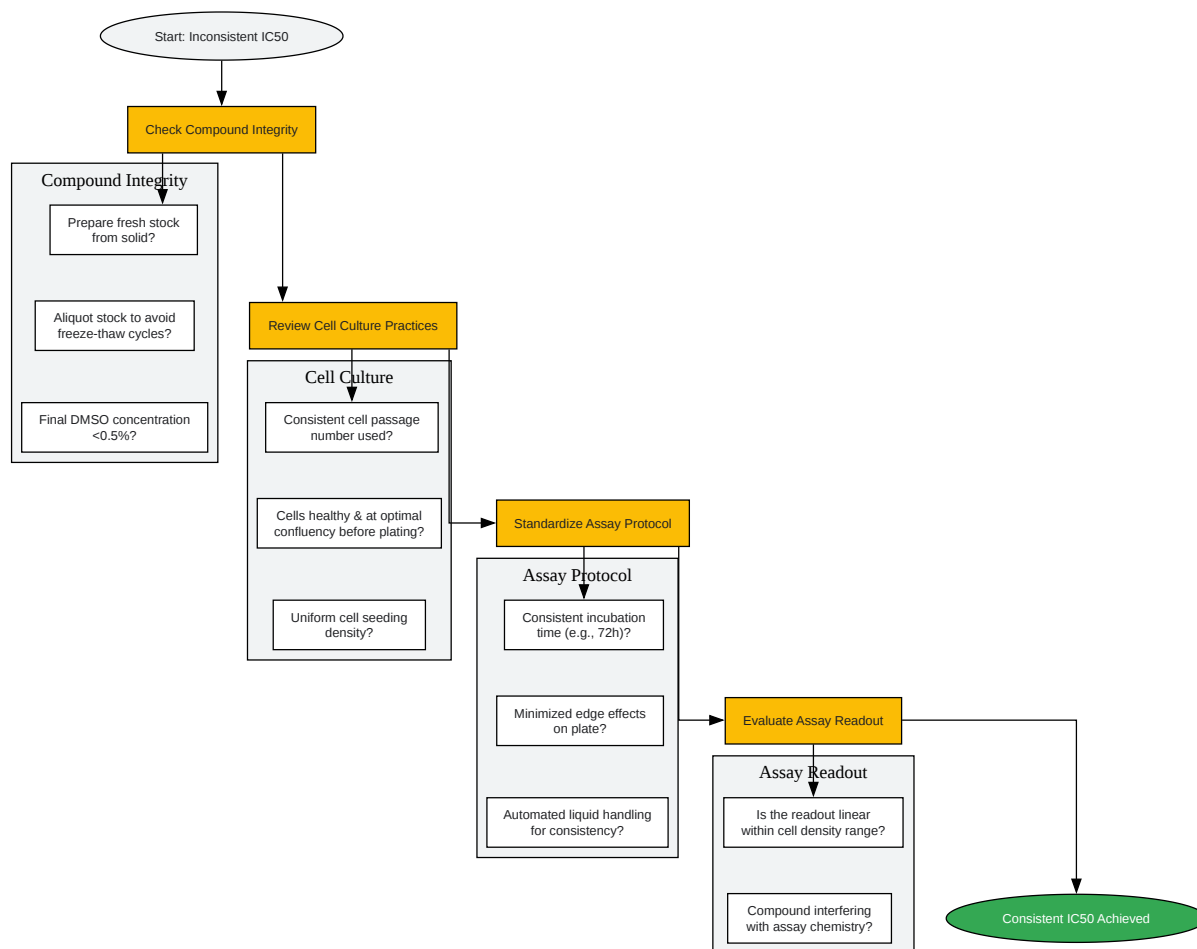 Start: Inconsistent IC50
Check Compound Integrity
Compound Integrity
Prepare fresh stock
from solid?
Aliquot stock to avoid
freeze-thaw cycles?
Final DMSO concentration
<0.5%?
Review Cell Culture Practices
Cell Culture
Consistent cell passage
number used?
Cells healthy & at optimal
confluency before plating?
Uniform cell seeding
density?
Standardize Assay Protocol
Assay Protocol
Consistent incubation
time (e.g., 72h)?
Minimized edge effects
on plate?
Automated liquid handling
for consistency?
Evaluate Assay Readout
Assay Readout
Is the readout linear
within cell density range?
Compound interfering
with assay chemistry?
Consistent IC50 Achieved